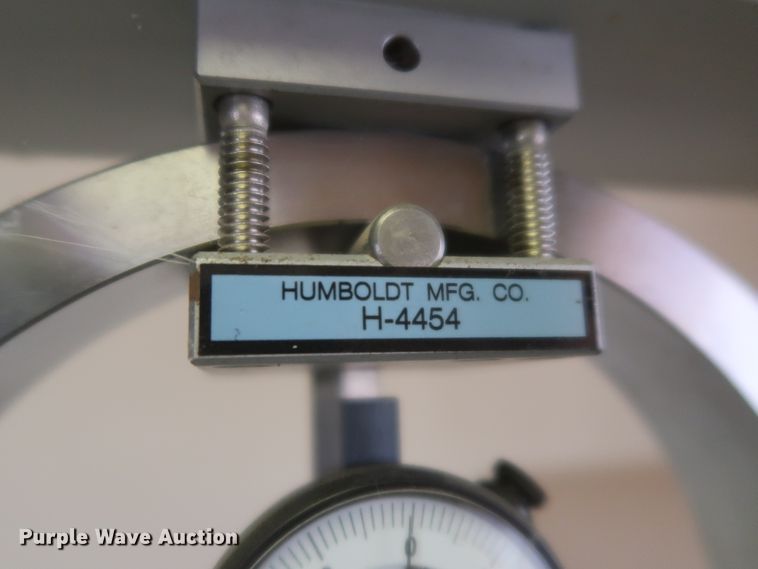 HUMBOLDT MFG. CO.
H-4454
0
Purple Wave Auction